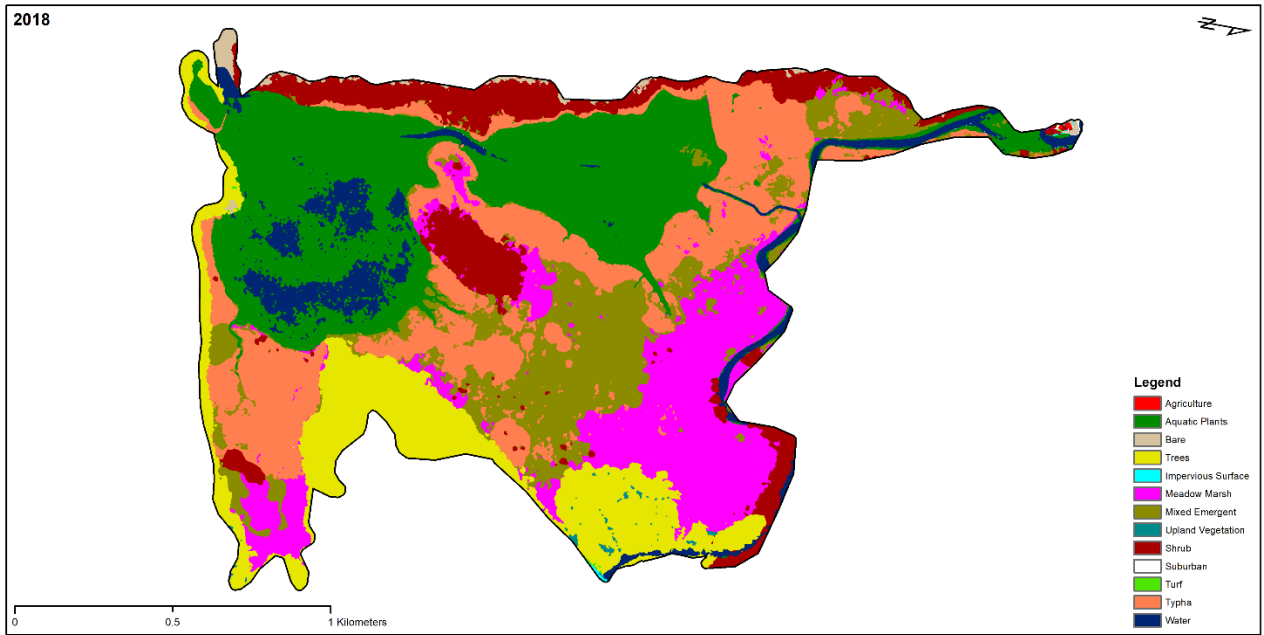 2018
N
Legend
Agriculture
Aquatic Plants
Bare
Trees
Impervious Surface
Meadow Marsh
Mixed Emergent
Upland Vegetation
Shrub
Suburban
Turf
Typha
Water
0 0.5 1 Kilometers